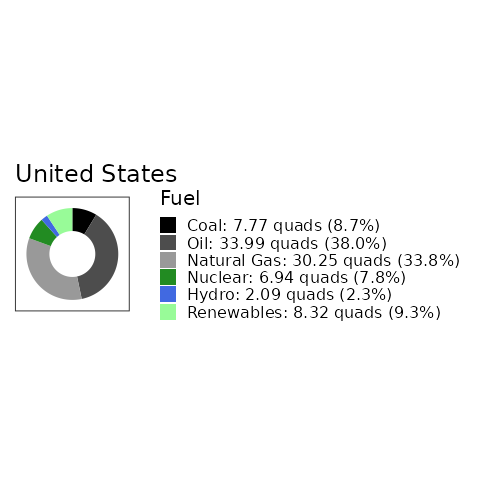 United States
Fuel
Coal: 7.77 quads (8.7%)
Oil: 33.99 quads (38.0%)
Natural Gas: 30.25 quads (33.8%)
Nuclear: 6.94 quads (7.8%)
Hydro: 2.09 quads (2.3%)
Renewables: 8.32 quads (9.3%)